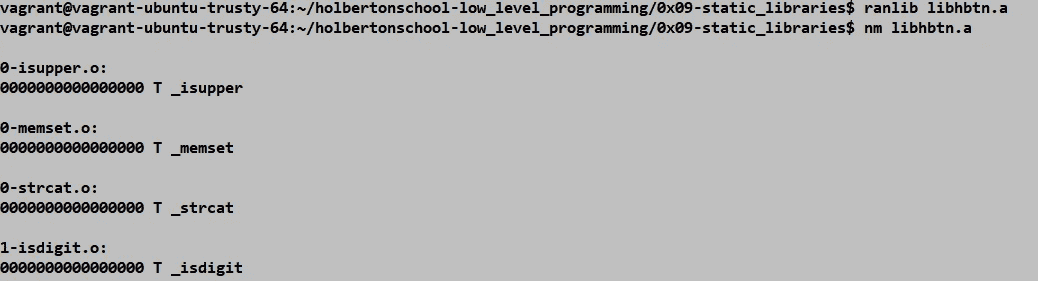 vagrant@vagrant-ubuntu-trusty-64:~/holbertonschool-low_level_programming/0x09-static_libraries$ ranlib libhbtn.a
vagrant@vagrant-ubuntu-trusty-64:~/holbertonschool-low_level_programming/0x09-static_libraries$ nm libhbtn.a
0-isupper.o:
0000000000000000 T _isupper
0-memset.o:
0000000000000000 T _memset
0-strcat.o:
0000000000000000 T _strcat
1-isdigit.o:
0000000000000000 T _isdigit